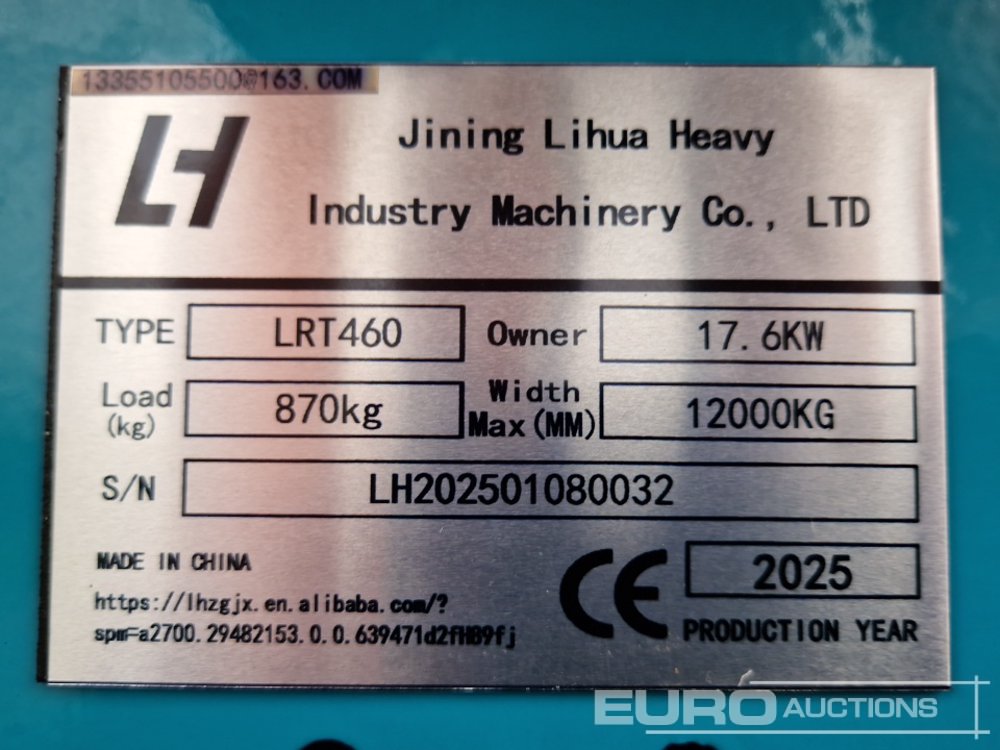 13355105500@163.COM
LH
Jining Lihua Heavy
Industry Machinery Co., LTD
TYPE LRT460 Owner 17.6KW
Load (kg) 870kg Width Max(MM) 12000KG
S/N LH202501080032
MADE IN CHINA
https://lhzgjx.en.alibaba.com/?
spm=a2700.29482153.0.0.639471d2fHB9fj
CE 2025
PRODUCTION YEAR
EURO AUCTIONS